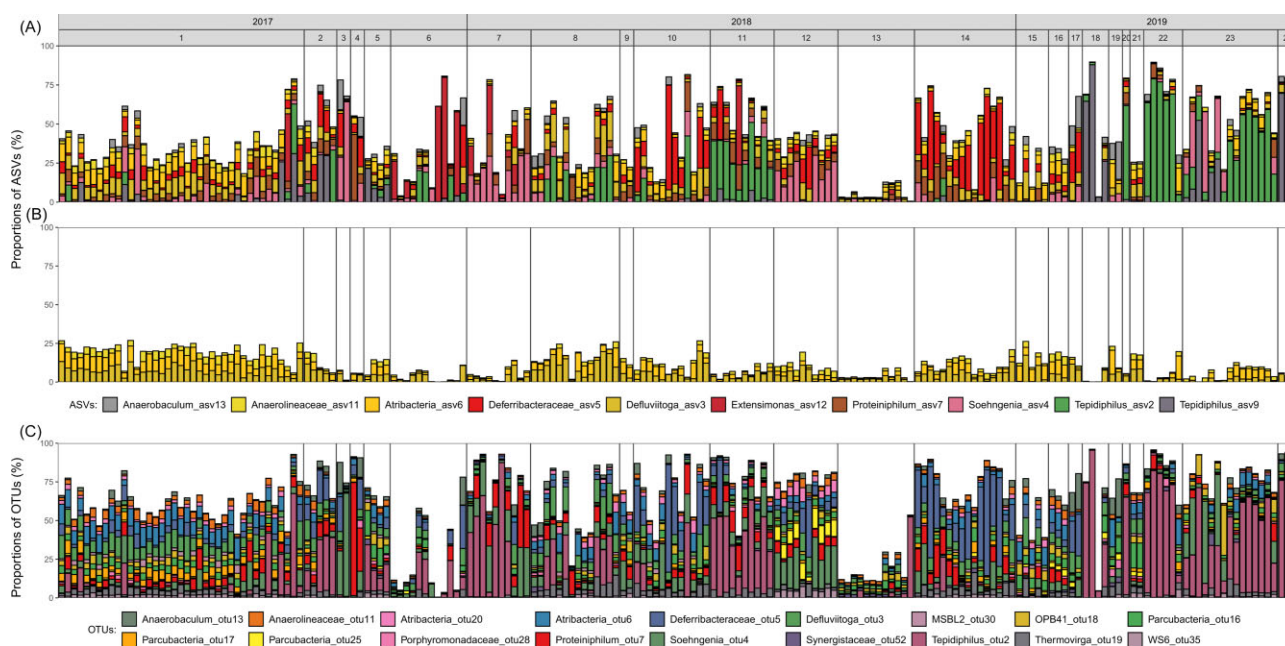 2017 2018 2019
(A)
1 2 3 4 5 6 7 8 9 10 11 12 13 14 15 16 17 18 19 20 21 22 23
100
75
50
25
0
(B)
100
75
50
25
0
Proportions of ASVs (%)
ASVs: Anaerobaculum_asv13 Anaerolineaceae_asv11 Atribacteria_asv6 Deferribacteraceae_asv5 Defluviitoga_asv3 Extensimonas_asv12 Proteiniphilum_asv7 Soehngenia_asv4 Tepidiphilus_asv2 Tepidiphilus_asv9
(C)
100
75
50
25
0
Proportions of OTUs (%)
Anaerobaculum_otu13 Anaerolineaceae_otu11 Atribacteria_otu20 Atribacteria_otu6 Deferribacteraceae_otu5 Defluviitoga_otu3 MSBL2_otu30 OPB41_otu18 Parcubacteria_otu16
OTUs:
Parcubacteria_otu17 Parcubacteria_otu25 Porphyromonadaceae_otu28 Proteiniphilum_otu7 Soehngenia_otu4 Synergistaceae_otu52 Tepidiphilus_otu2 Thermovirga_otu19 WS6_otu35